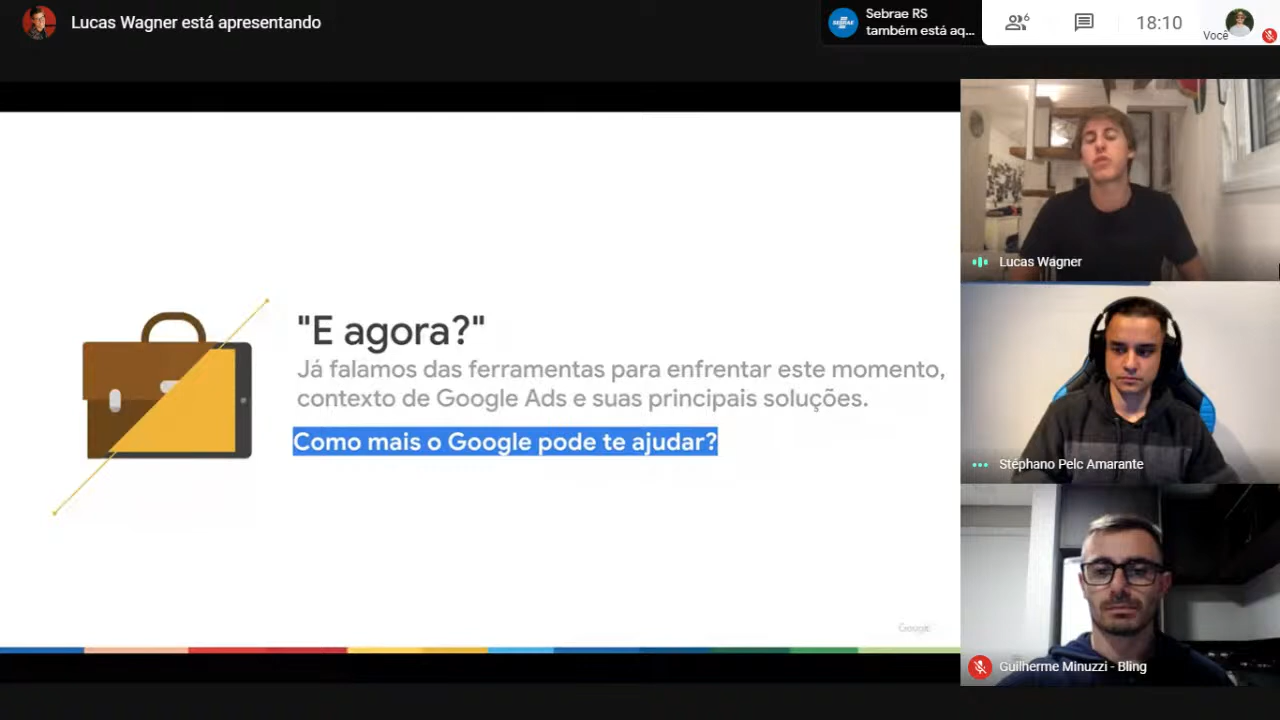 Lucas Wagner está apresentando
Sebrae RS
também está aq...
6
18:10
Você
SEBRAE
Lucas Wagner
"E agora?"
Já falamos das ferramentas para enfrentar este momento,
contexto de Google Ads e suas principais soluções.
Como mais o Google pode te ajudar?
Stéphano Pelc Amarante
Google
Guilherme Minuzzi - Bling